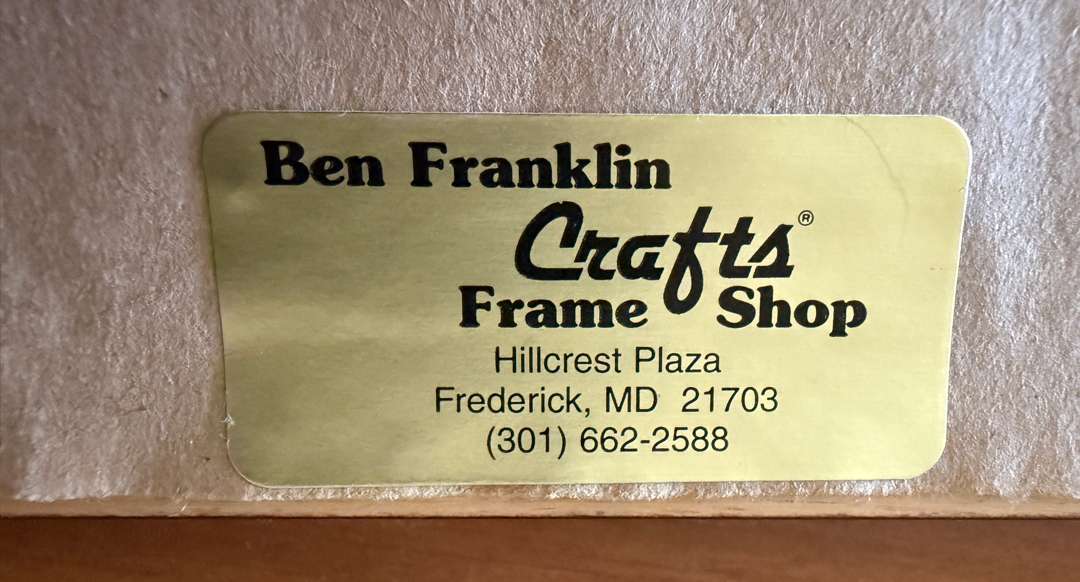 Ben Franklin
Crafts®
Frame Shop
Hillcrest Plaza
Frederick, MD 21703
(301) 662-2588